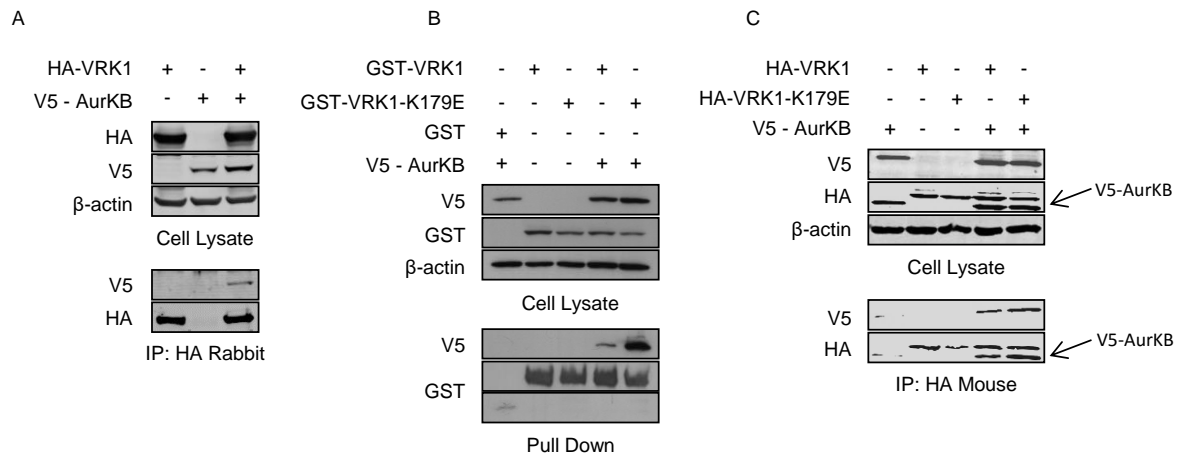 A
HA-VRK1 + - +
V5 - AurKB - + +
HA
V5
β-actin
Cell Lysate
V5
HA
IP: HA Rabbit
B
GST-VRK1 - + - + -
GST-VRK1-K179E - - + - +
GST + - - - -
V5 - AurKB + - - + +
V5
GST
β-actin
Cell Lysate
V5
GST
Pull Down
C
HA-VRK1 - + - + -
HA-VRK1-K179E - - + - +
V5 - AurKB + - - + +
V5
HA
V5-AurKB
β-actin
Cell Lysate
V5
HA
V5-AurKB
IP: HA Mouse